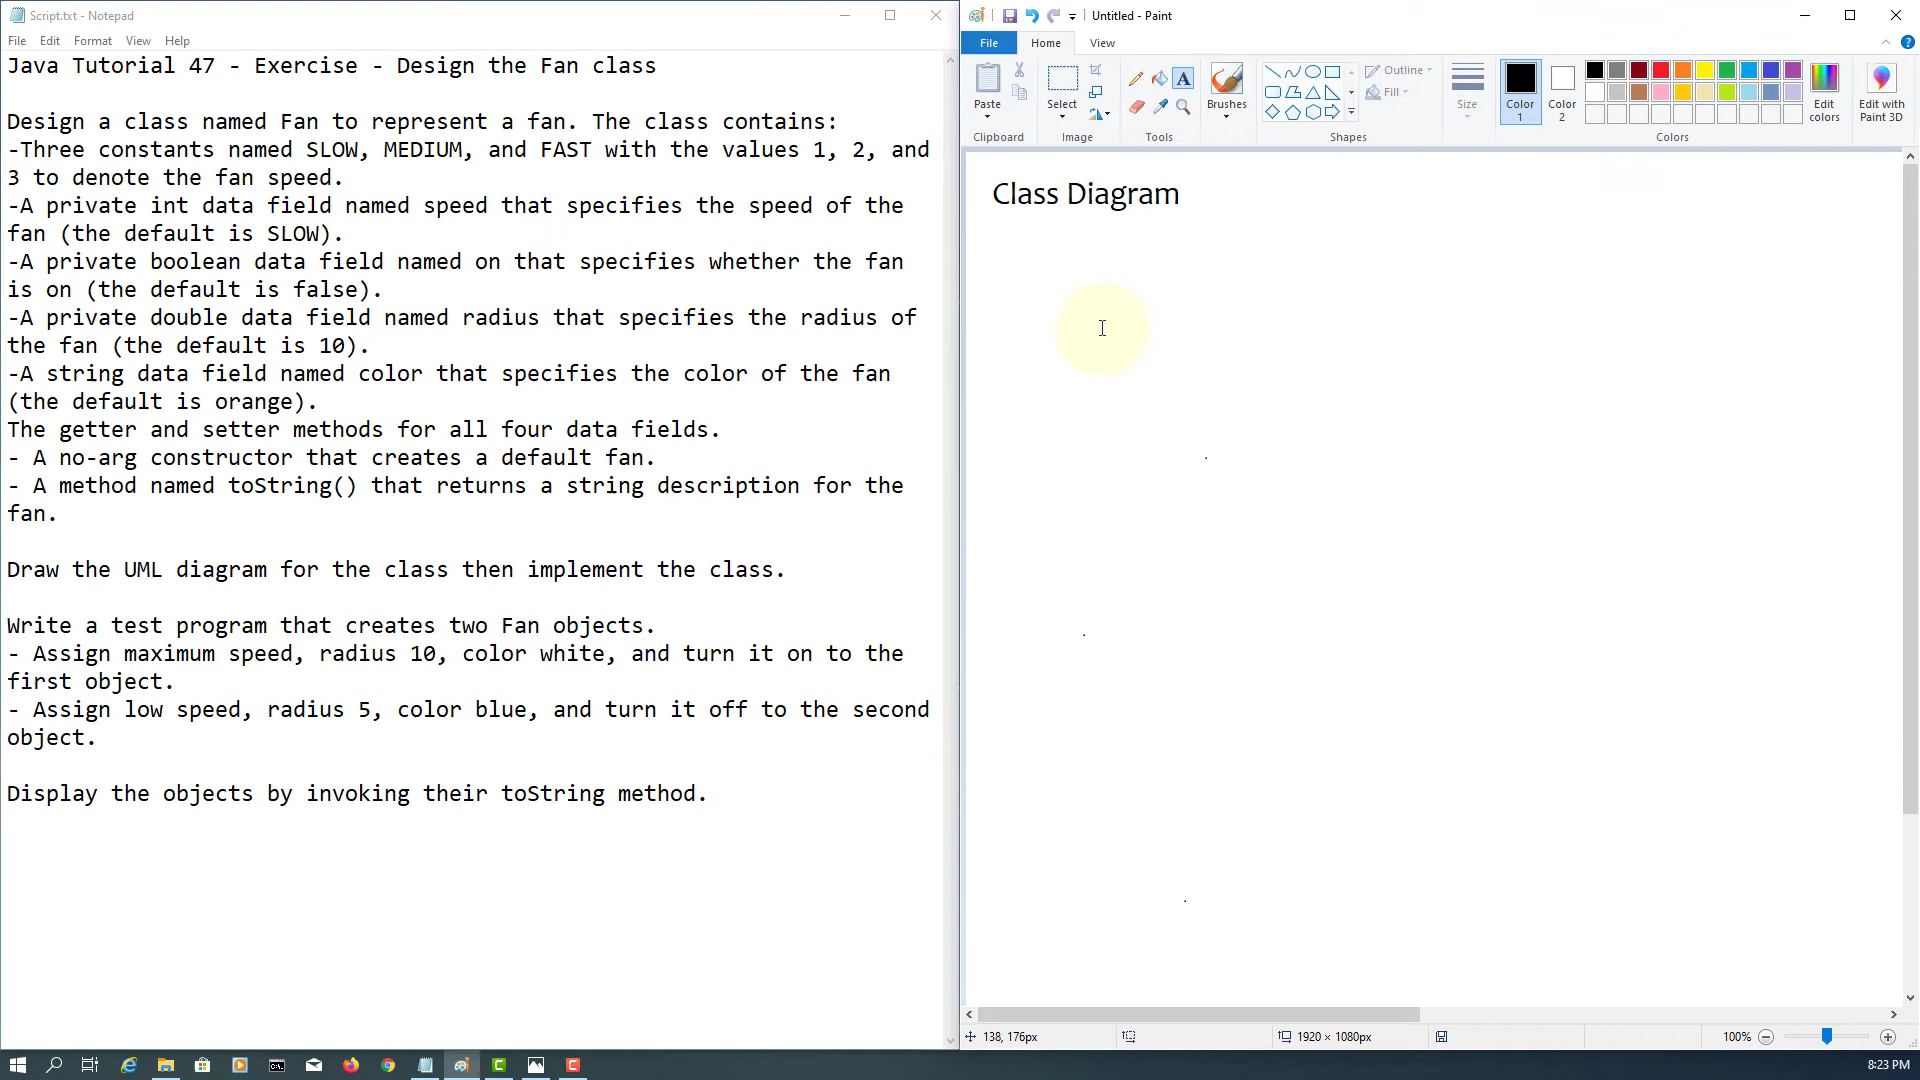 Script.txt - Notepad
File Edit Format View Help
Java Tutorial 47 - Exercise - Design the Fan class
Design a class named Fan to represent a fan. The class contains:
-Three constants named SLOW, MEDIUM, and FAST with the values 1, 2, and
3 to denote the fan speed.
-A private int data field named speed that specifies the speed of the
fan (the default is SLOW).
-A private boolean data field named on that specifies whether the fan
is on (the default is false).
-A private double data field named radius that specifies the radius of
the fan (the default is 10).
-A string data field named color that specifies the color of the fan
(the default is orange).
The getter and setter methods for all four data fields.
- A no-arg constructor that creates a default fan.
- A method named toString() that returns a string description for the
fan.
Draw the UML diagram for the class then implement the class.
Write a test program that creates two Fan objects.
- Assign maximum speed, radius 10, color white, and turn it on to the
first object.
- Assign low speed, radius 5, color blue, and turn it off to the second
object.
Display the objects by invoking their toString method.
Untitled - Paint
File Home View
Paste
Clipboard
Select
Image
A
Tools
Brushes
Outline
Fill
Shapes
Size
Color
1
Color
2
Edit
colors
Colors
Edit with
Paint 3D
Class Diagram
138, 176px
1920 × 1080px
100%
8:23 PM